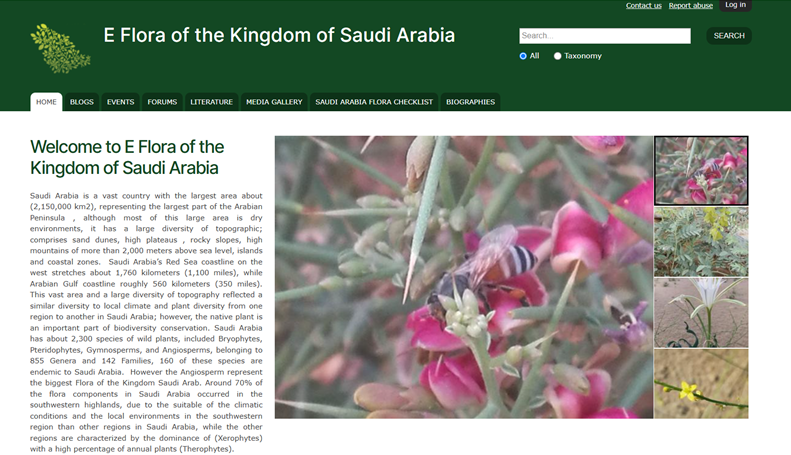 Contact us Report abuse Log in
E Flora of the Kingdom of Saudi Arabia
Search...
SEARCH
All Taxonomy
HOME BLOGS EVENTS FORUMS LITERATURE MEDIA GALLERY SAUDI ARABIA FLORA CHECKLIST BIOGRAPHIES
Welcome to E Flora of the
Kingdom of Saudi Arabia
Saudi Arabia is a vast country with the largest area about
(2,150,000 km2), representing the largest part of the Arabian
Peninsula , although most of this large area is dry
environments, it has a large diversity of topographic;
comprises sand dunes, high plateaus , rocky slopes, high
mountains of more than 2,000 meters above sea level, islands
and coastal zones. Saudi Arabia's Red Sea coastline on the
west stretches about 1,760 kilometers (1,100 miles), while
Arabian Gulf coastline roughly 560 kilometers (350 miles).
This vast area and a large diversity of topography reflected a
similar diversity to local climate and plant diversity from one
region to another in Saudi Arabia; however, the native plant is
an important part of biodiversity conservation. Saudi Arabia
has about 2,300 species of wild plants, included Bryophytes,
Pteridophytes, Gymnosperms, and Angiosperms, belonging to
855 Genera and 142 Families, 160 of these species are
endemic to Saudi Arabia. However the Angiosperm represent
the biggest Flora of the Kingdom Saudi Arab. Around 70% of
the flora components in Saudi Arabia occurred in the
southwestern highlands, due to the suitable of the climatic
conditions and the local environments in the southwestern
region than other regions in Saudi Arabia, while the other
regions are characterized by the dominance of (Xerophytes)
with a high percentage of annual plants (Therophytes).